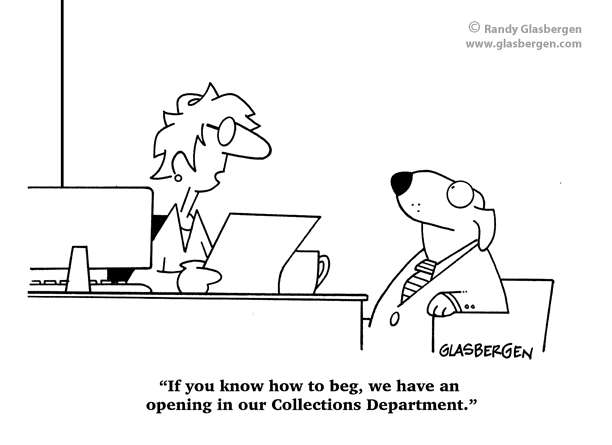 © Randy Glasbergen
www.glasbergen.com
GLASBERGEN
“If you know how to beg, we have an
opening in our Collections Department.”